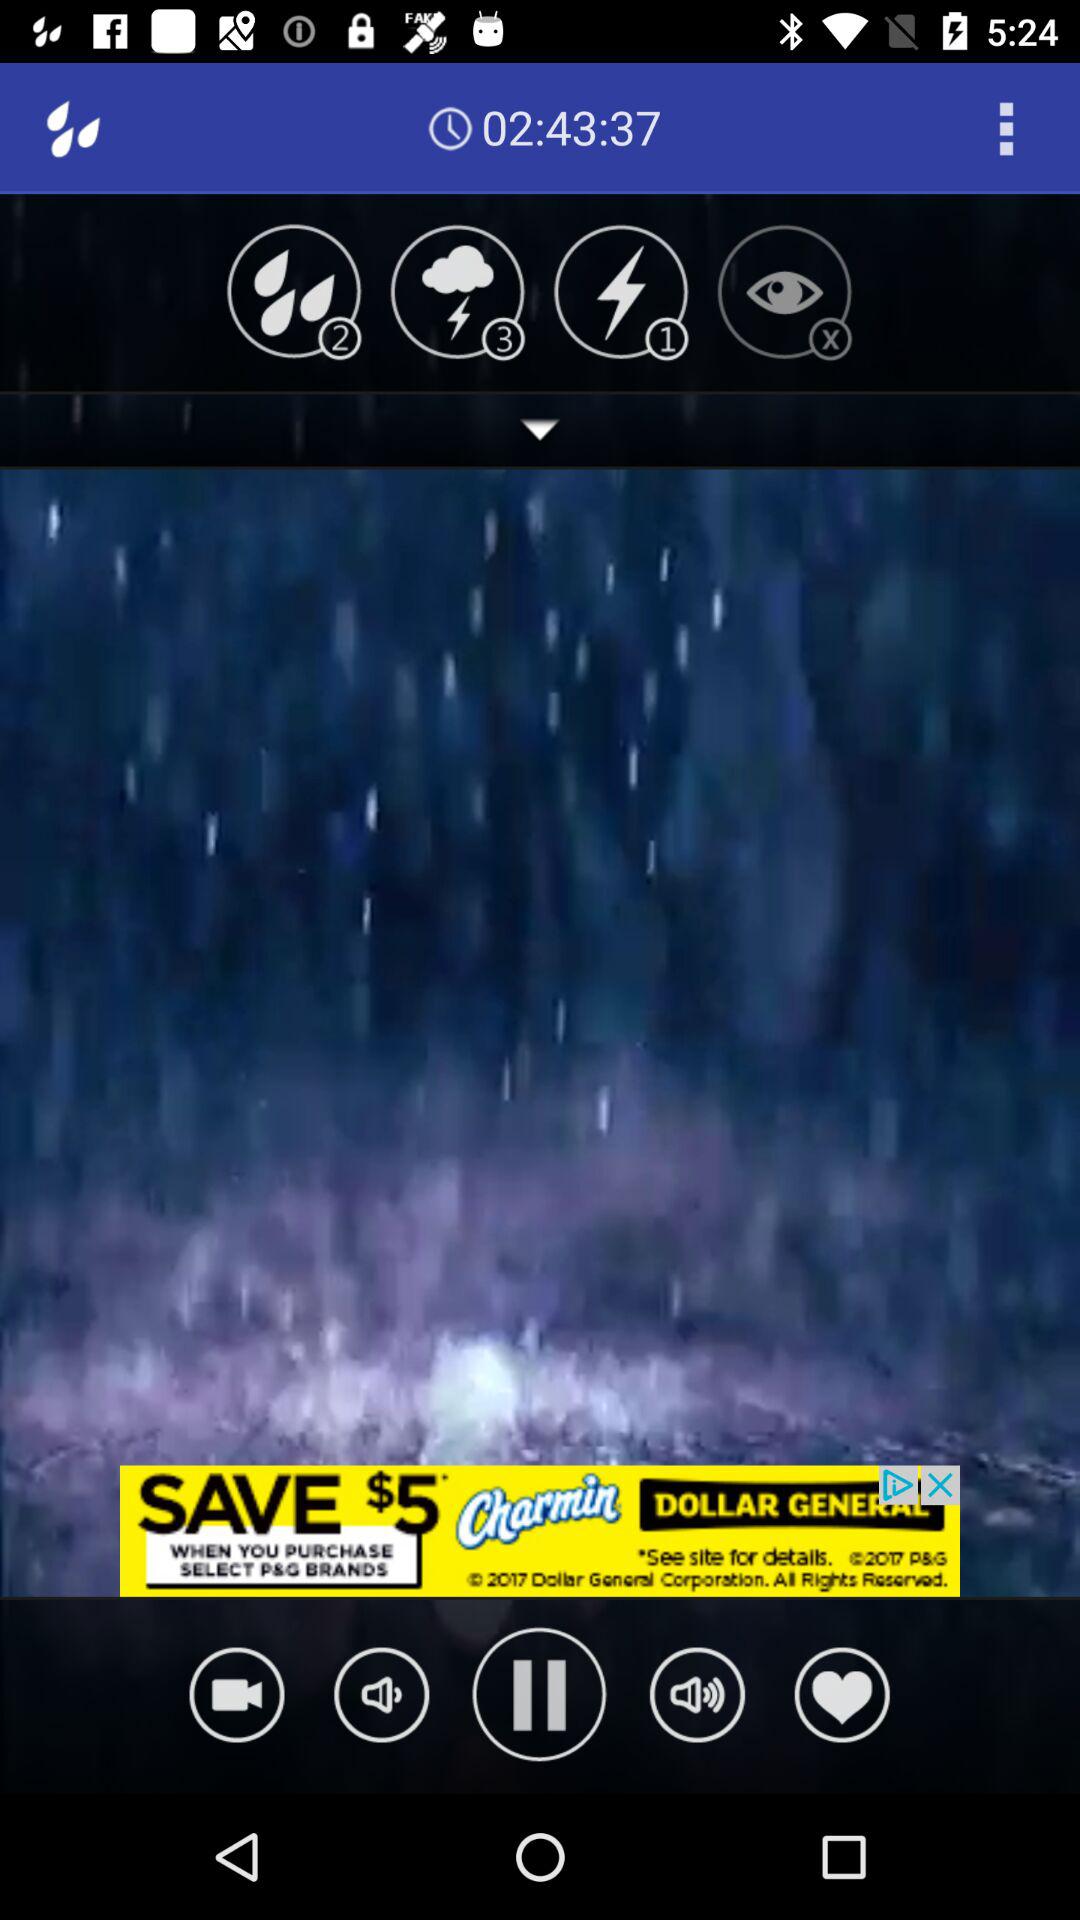 FAKE
5:24
02:43:37
2
3
1
X
SAVE $5*
WHEN YOU PURCHASE
SELECT P&G BRANDS
Charmin
DOLLAR GENERAL
*See site for details. ©2017 P&G
© 2017 Dollar General Corporation. All Rights Reserved.